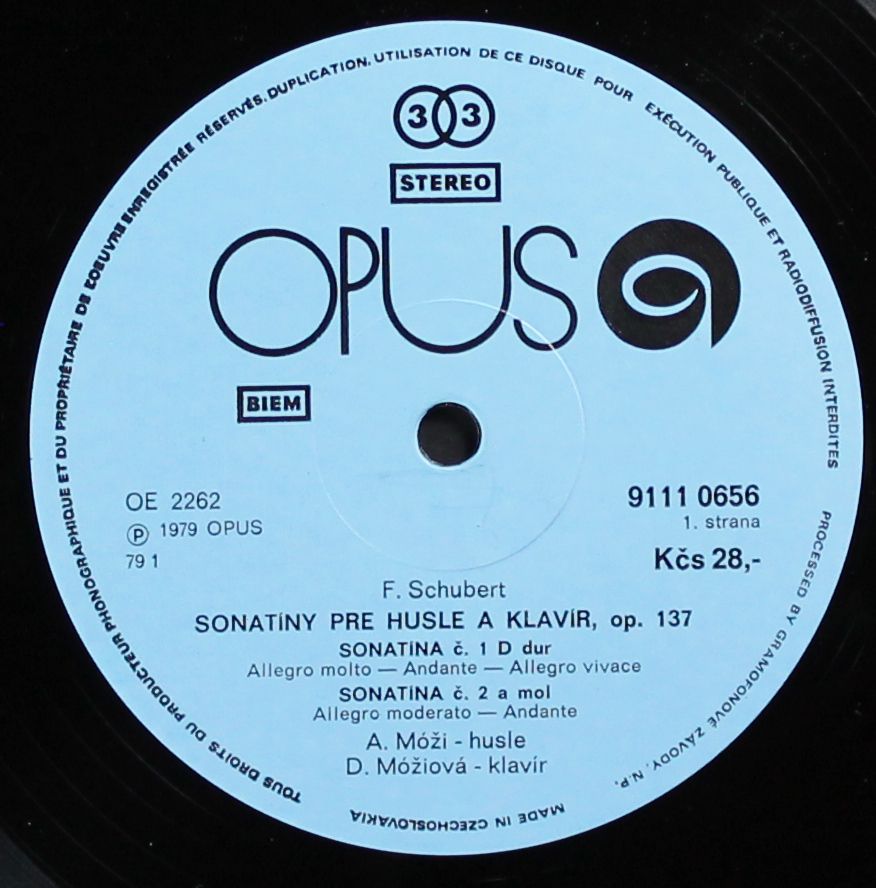 TOUS DROITS DU PRODUCTEUR PHONOGRAPHIQUE ET DU PROPRIÉTAIRE DE L'OEUVRE ENREGISTRÉE RÉSERVÉS. DUPLICATION. UTILISATION DE CE DISQUE POUR EXÉCUTION PUBLIQUE ET RADIODIFFUSION INTERDITES
33
STEREO
OPUS
BIEM
OE 2262
℗ 1979 OPUS
79 1
9111 0656
1. strana
Kčs 28,-
F. Schubert
SONATÍNY PRE HUSLE A KLAVÍR, op. 137
SONATÍNA č. 1 D dur
Allegro molto — Andante — Allegro vivace
SONATÍNA č. 2 a mol
Allegro moderato — Andante
A. Móži - husle
D. Móžiová - klavír
PROCESSED BY GRAMOFONOVÉ ZÁVODY, N.P.
MADE IN CZECHOSLOVAKIA